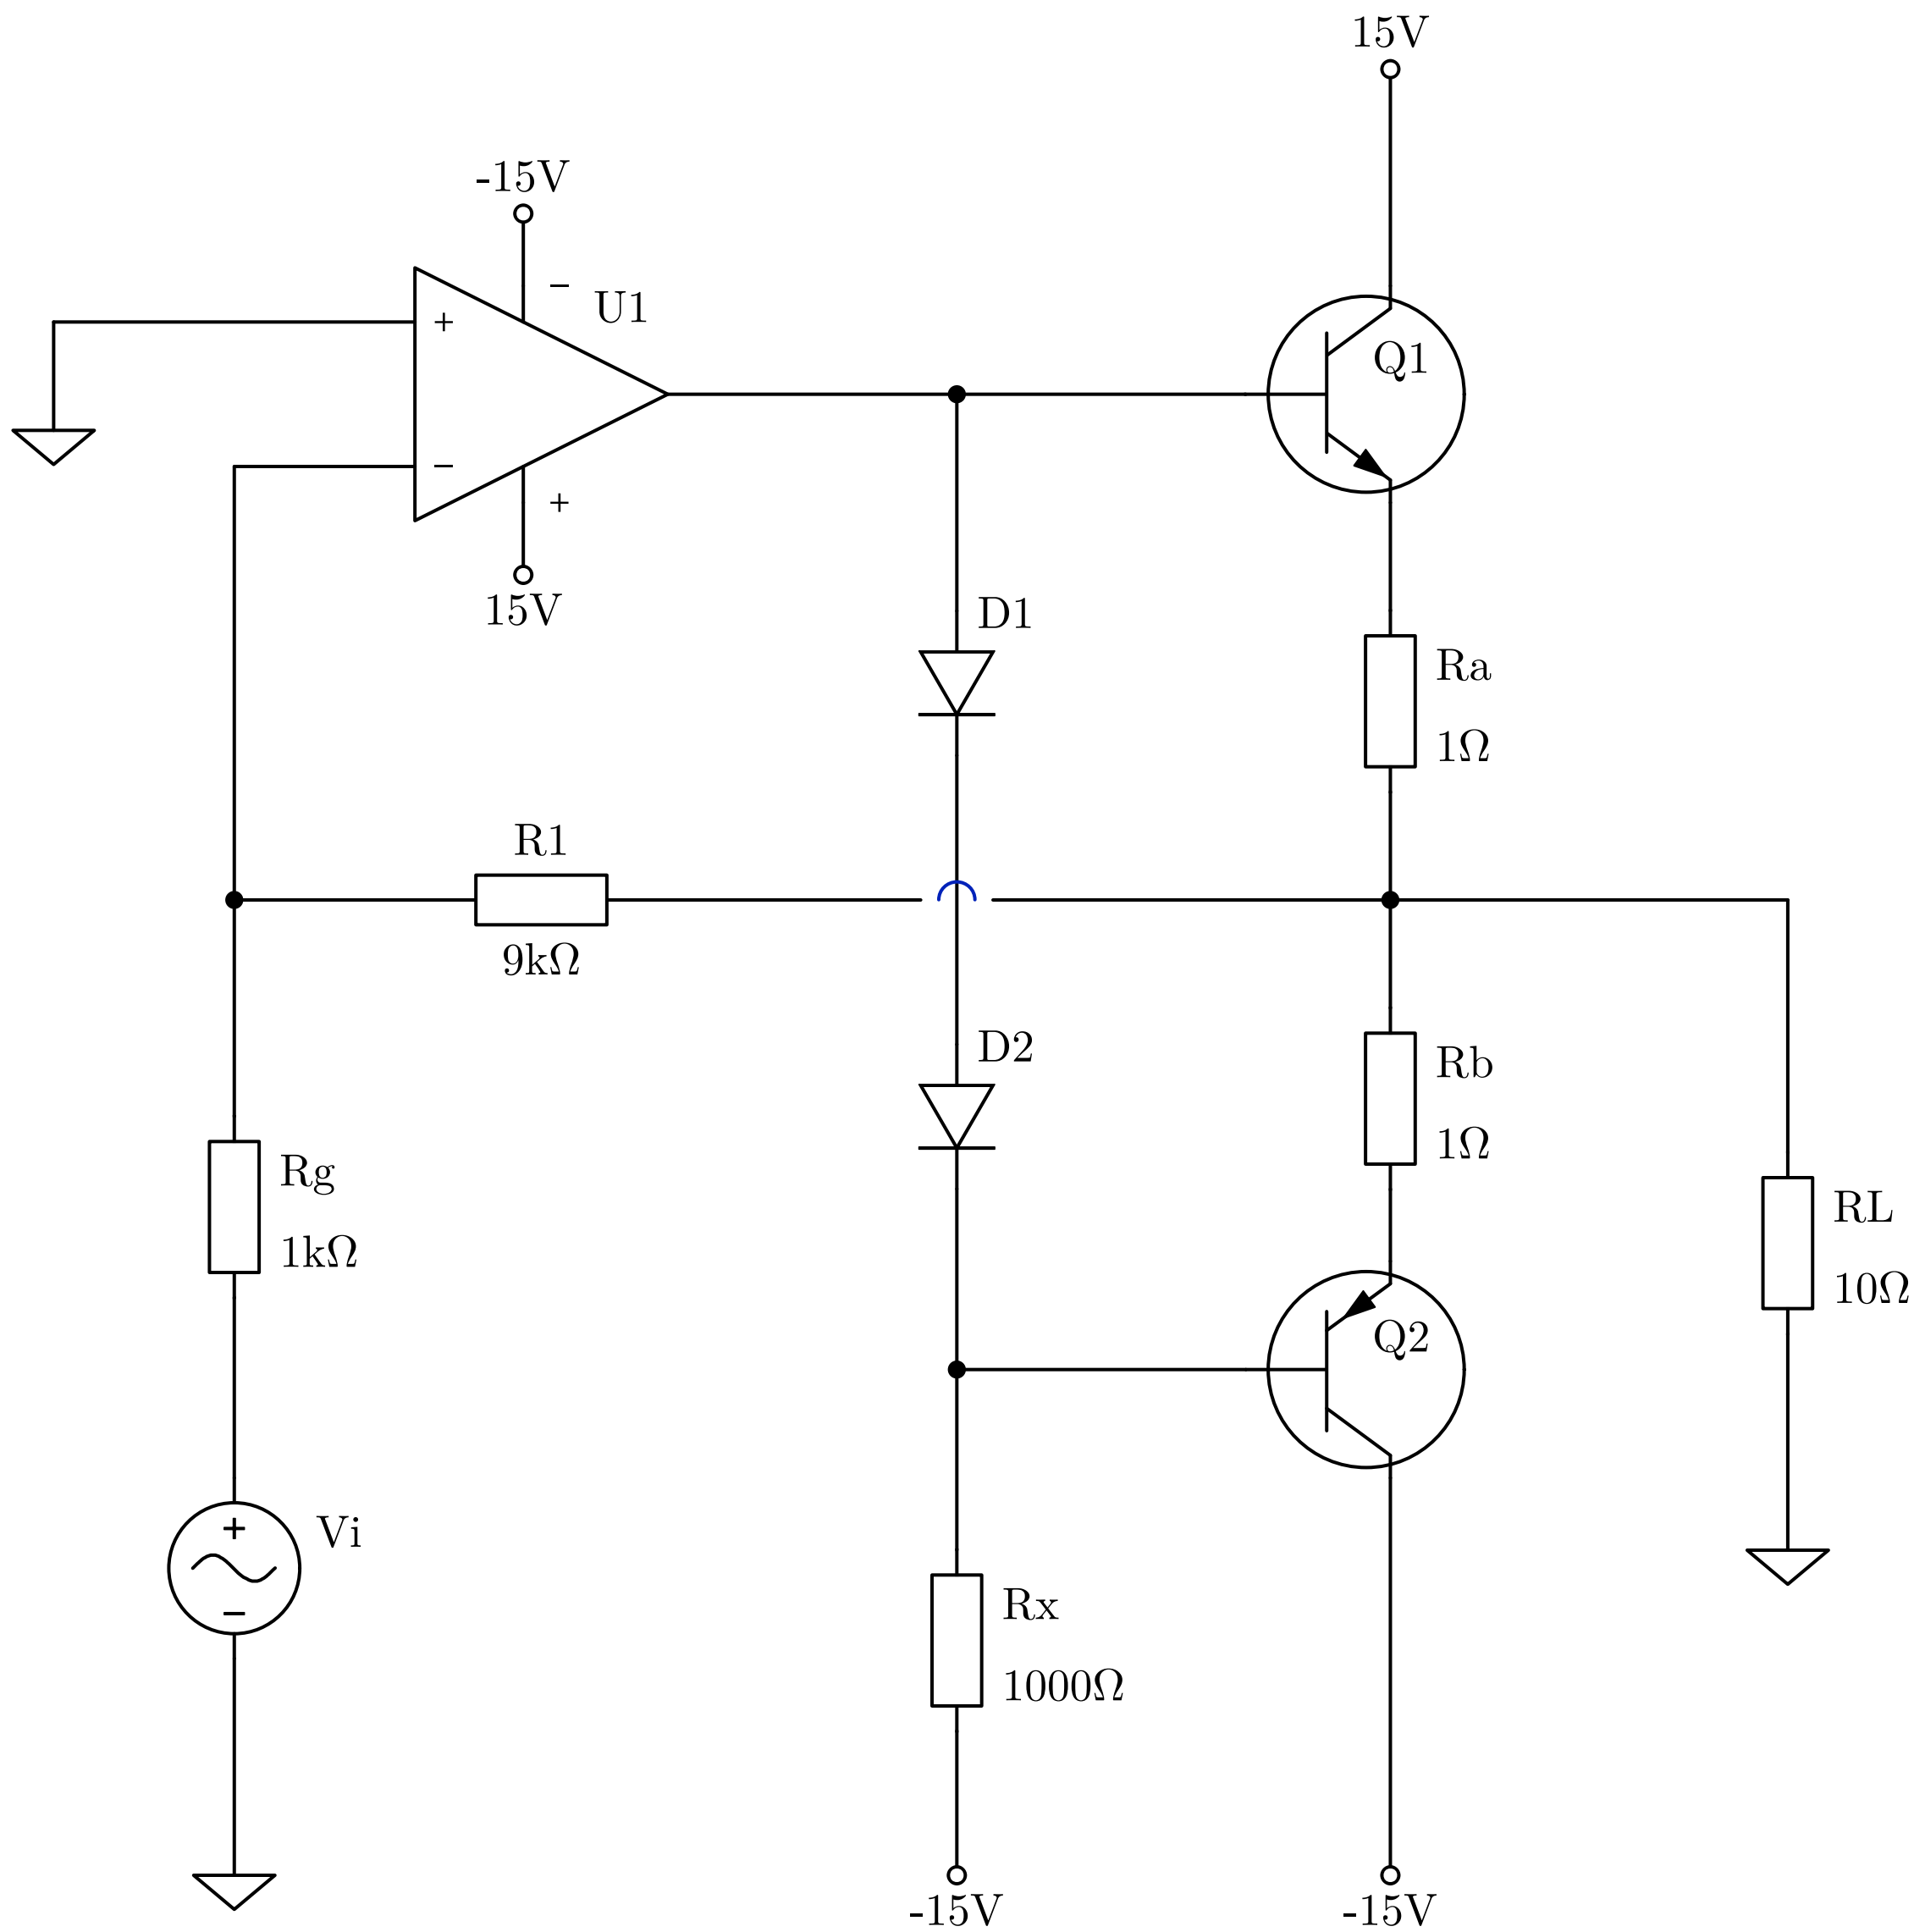 15V
-15V
−
U1
+
Q1
−
+
15V
D1
Ra
1Ω
R1
9kΩ
D2
Rb
1Ω
Rg
1kΩ
RL
10Ω
Q2
+
Vi
−
Rx
1000Ω
-15V
-15V